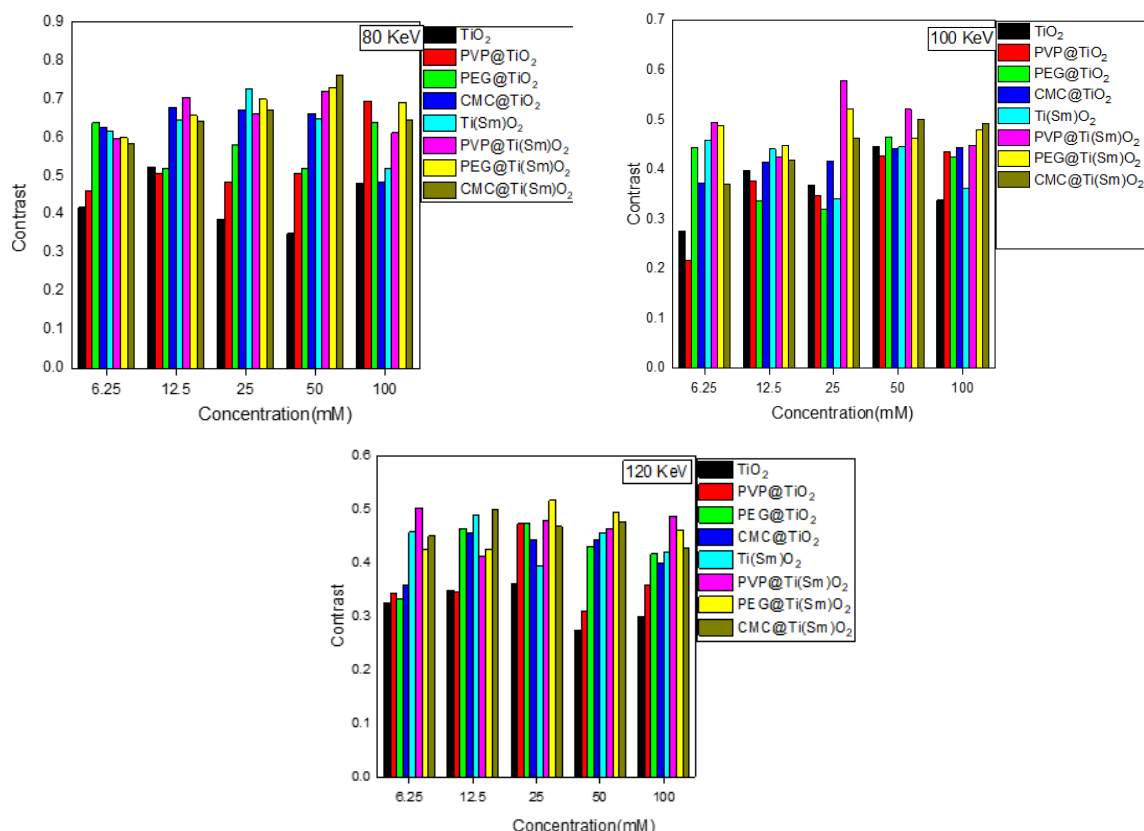 80 KeV
0.9
0.8
0.7
0.6
0.5
0.4
0.3
0.2
0.1
0.0
Contrast
6.25 12.5 25 50 100
Concentration(mM)
TiO2
PVP@TiO2
PEG@TiO2
CMC@TiO2
Ti(Sm)O2
PVP@Ti(Sm)O2
PEG@Ti(Sm)O2
CMC@Ti(Sm)O2
100 KeV
0.7
0.6
0.5
0.4
0.3
0.2
0.1
0.0
Contrast
6.25 12.5 25 50 100
Concentration(mM)
TiO2
PVP@TiO2
PEG@TiO2
CMC@TiO2
Ti(Sm)O2
PVP@Ti(Sm)O2
PEG@Ti(Sm)O2
CMC@Ti(Sm)O2
120 KeV
0.6
0.5
0.4
0.3
0.2
0.1
0.0
Contrast
6.25 12.5 25 50 100
Concentration(mM)
TiO2
PVP@TiO2
PEG@TiO2
CMC@TiO2
Ti(Sm)O2
PVP@Ti(Sm)O2
PEG@Ti(Sm)O2
CMC@Ti(Sm)O2